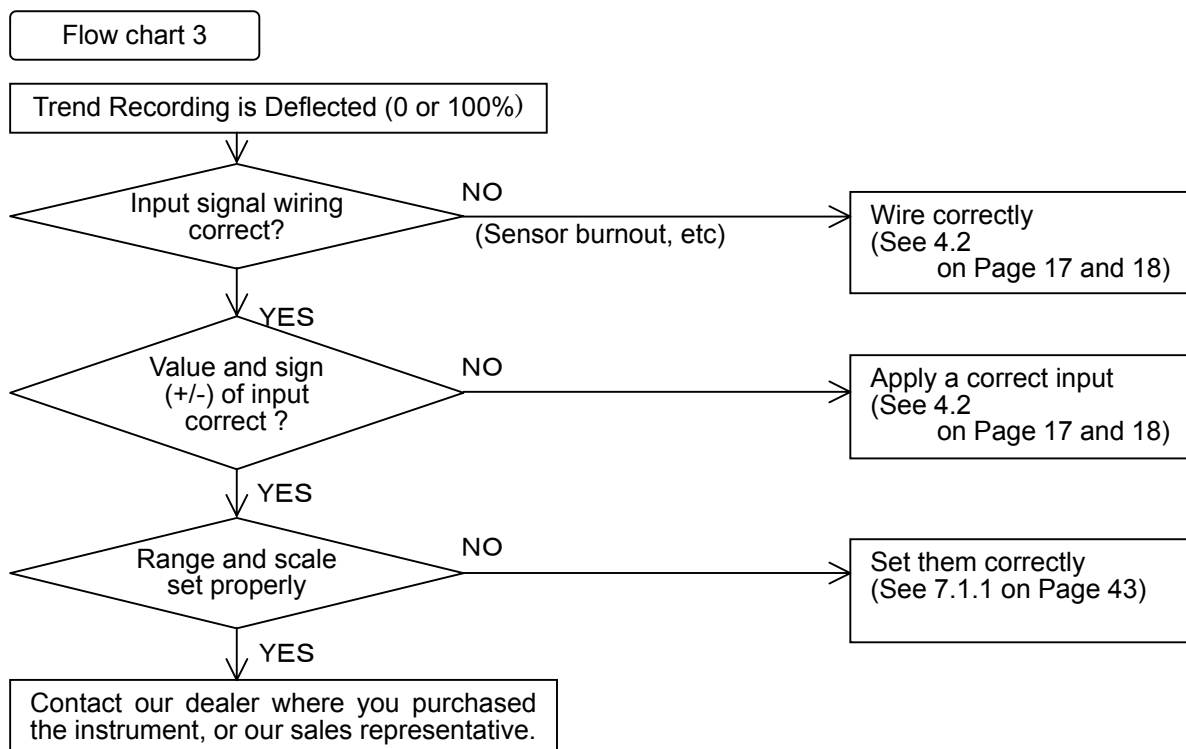 Flow chart 3
Trend Recording is Deflected (0 or 100%)
Input signal wiring
correct?
NO
(Sensor burnout, etc)
Wire correctly
(See 4.2
on Page 17 and 18)
YES
Value and sign
(+/-) of input
correct ?
NO
Apply a correct input
(See 4.2
on Page 17 and 18)
YES
Range and scale
set properly
NO
Set them correctly
(See 7.1.1 on Page 43)
YES
Contact our dealer where you purchased
the instrument, or our sales representative.